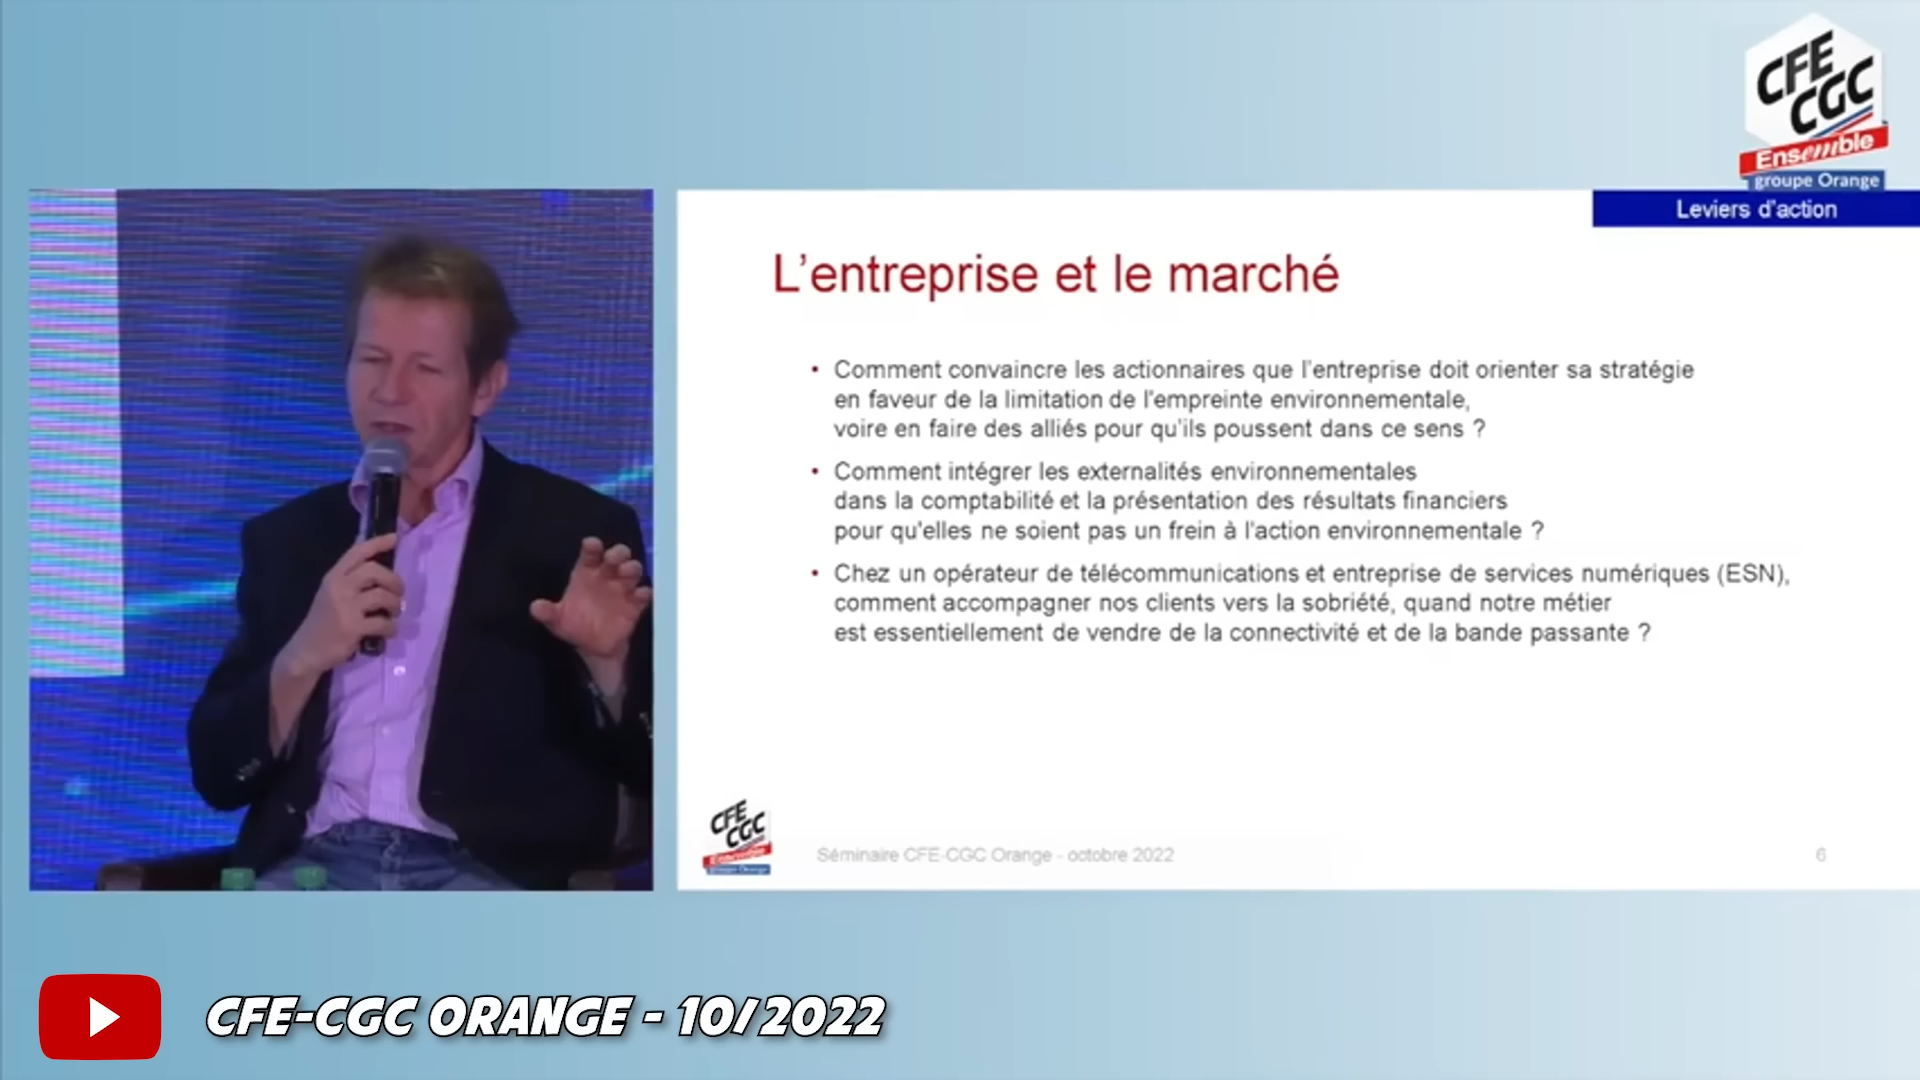 CFE
CGC
Ensemble
groupe Orange
Leviers d'action
L'entreprise et le marché
• Comment convaincre les actionnaires que l'entreprise doit orienter sa stratégie
en faveur de la limitation de l'empreinte environnementale,
voire en faire des alliés pour qu'ils poussent dans ce sens ?
• Comment intégrer les externalités environnementales
dans la comptabilité et la présentation des résultats financiers
pour qu'elles ne soient pas un frein à l'action environnementale ?
• Chez un opérateur de télécommunications et entreprise de services numériques (ESN),
comment accompagner nos clients vers la sobriété, quand notre métier
est essentiellement de vendre de la connectivité et de la bande passante ?
CFE
CGC
Ensemble
groupe Orange
Séminaire CFE-CGC Orange - octobre 2022
6
CFE-CGC ORANGE - 10/2022